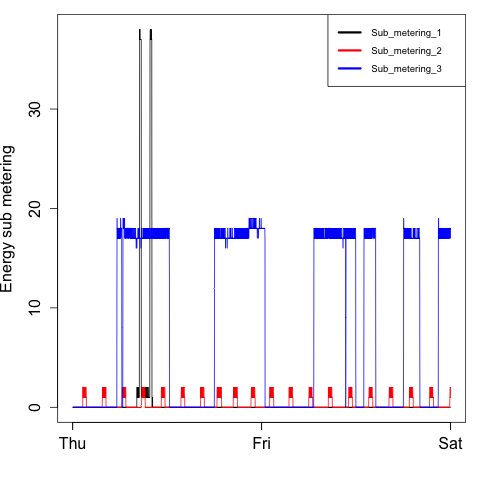 Sub_metering_1
Sub_metering_2
Sub_metering_3
Energy sub metering
30
20
10
0
Thu Fri Sat